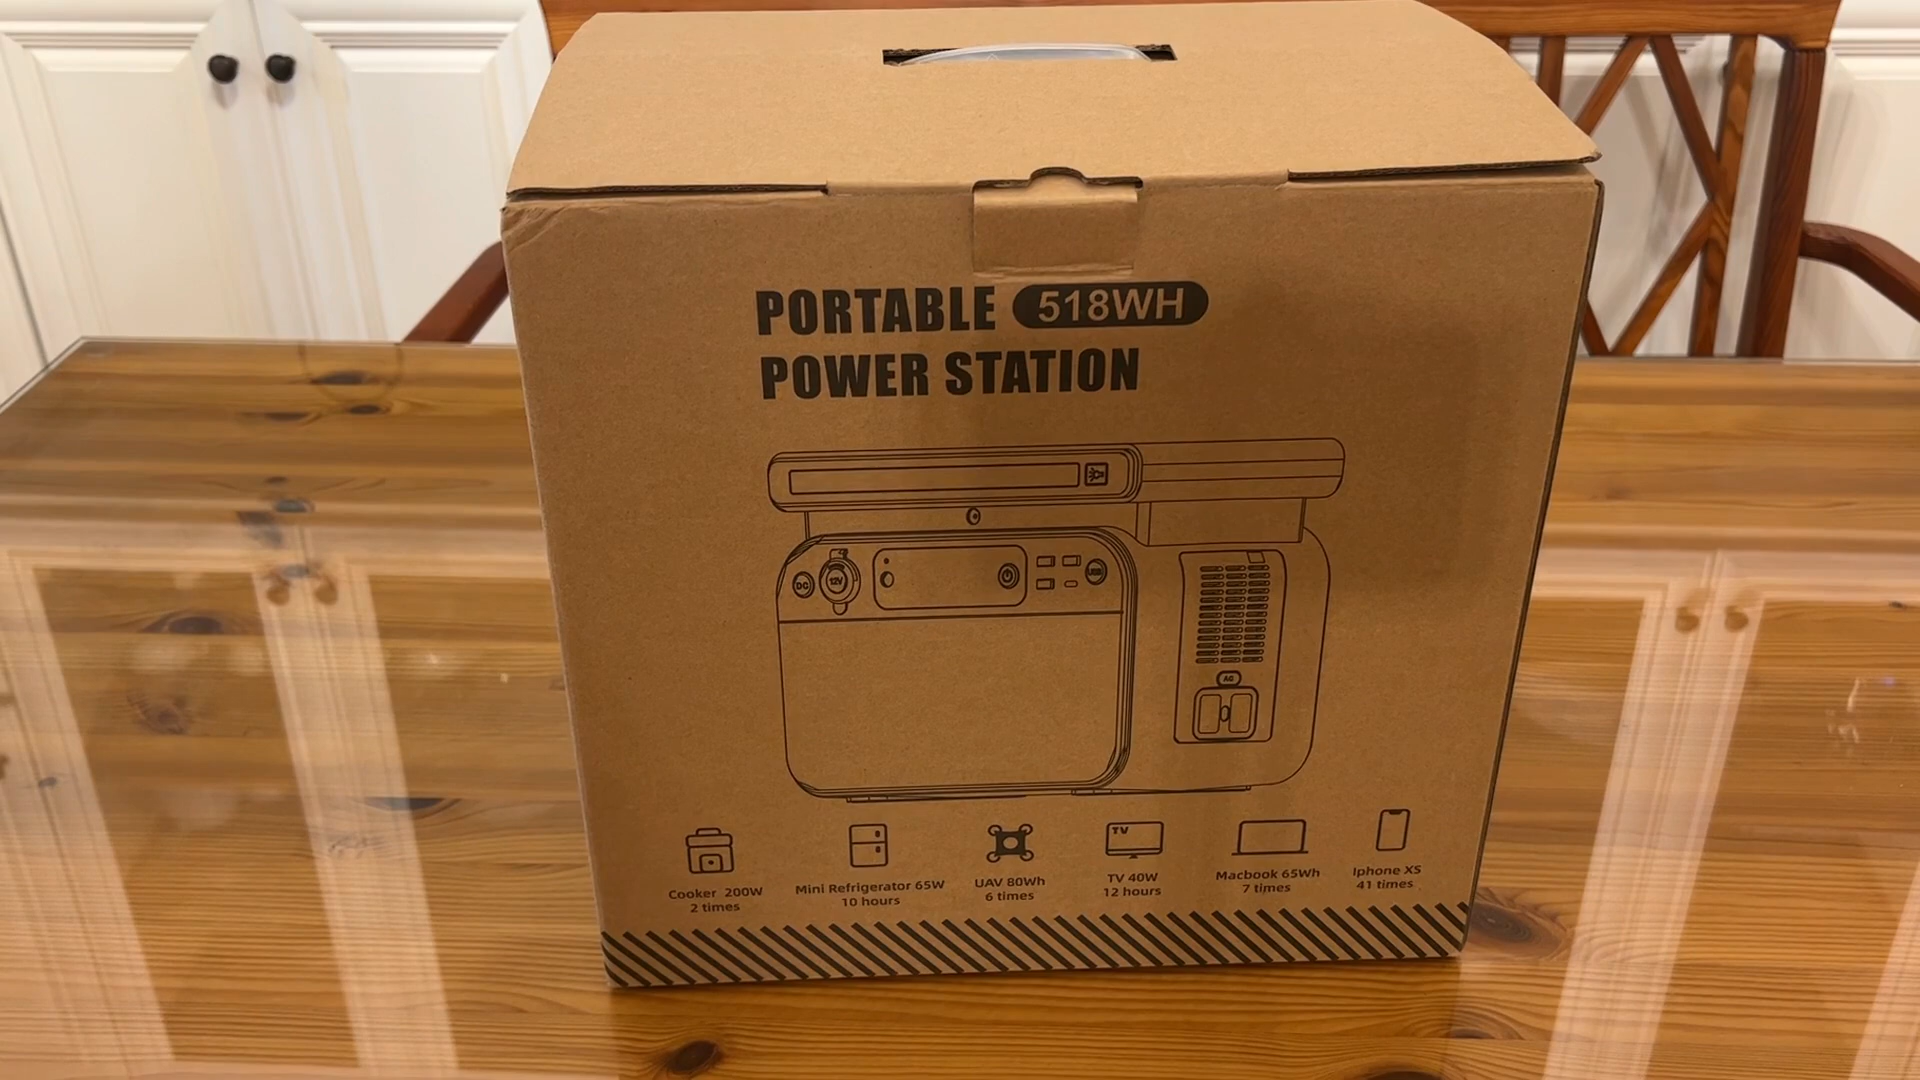 PORTABLE 518WH
POWER STATION
DC
12V
USB
AC
TV
Cooker 200W
2 times
Mini Refrigerator 65W
10 hours
UAV 80Wh
6 times
TV 40W
12 hours
Macbook 65Wh
7 times
Iphone XS
41 times